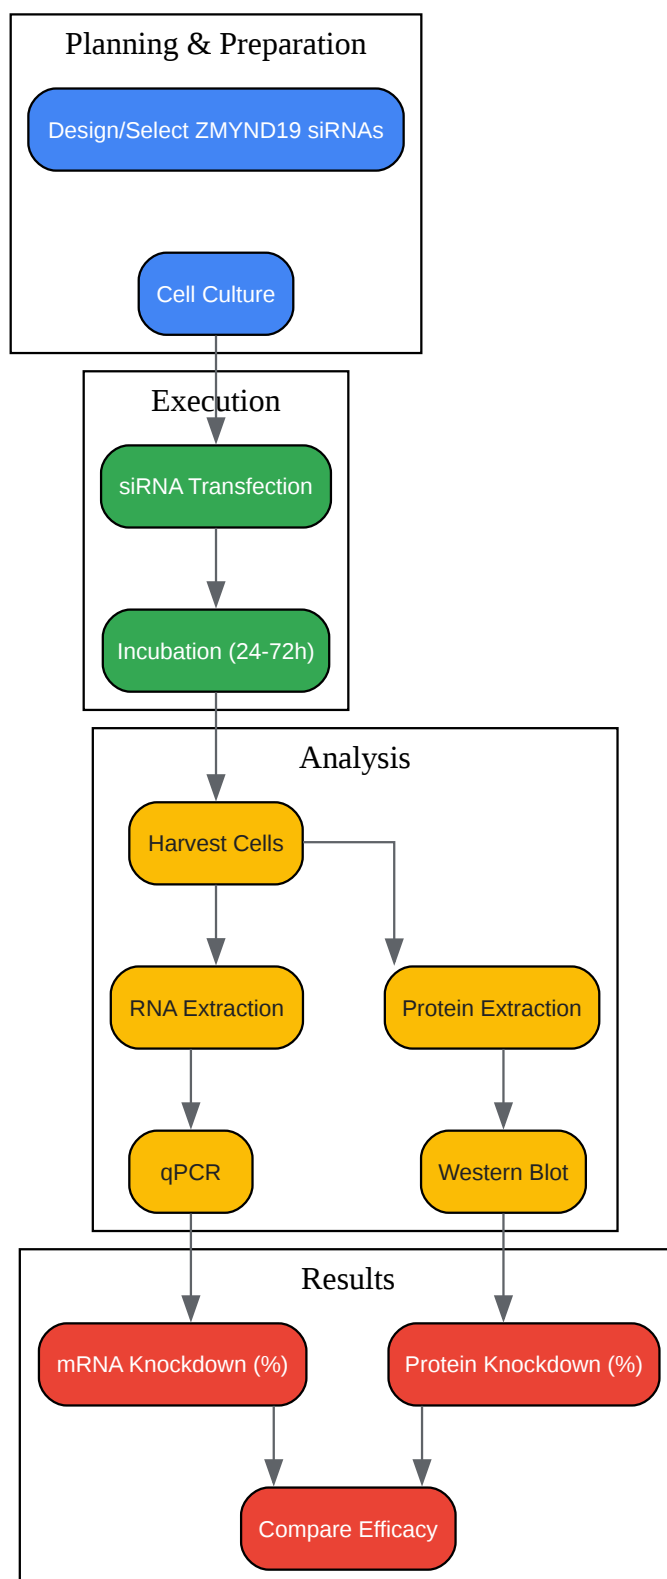 Planning & Preparation
Design/Select ZMYND19 siRNAs
Cell Culture
Execution
siRNA Transfection
Incubation (24-72h)
Analysis
Harvest Cells
RNA Extraction
Protein Extraction
qPCR
Western Blot
Results
mRNA Knockdown (%)
Protein Knockdown (%)
Compare Efficacy